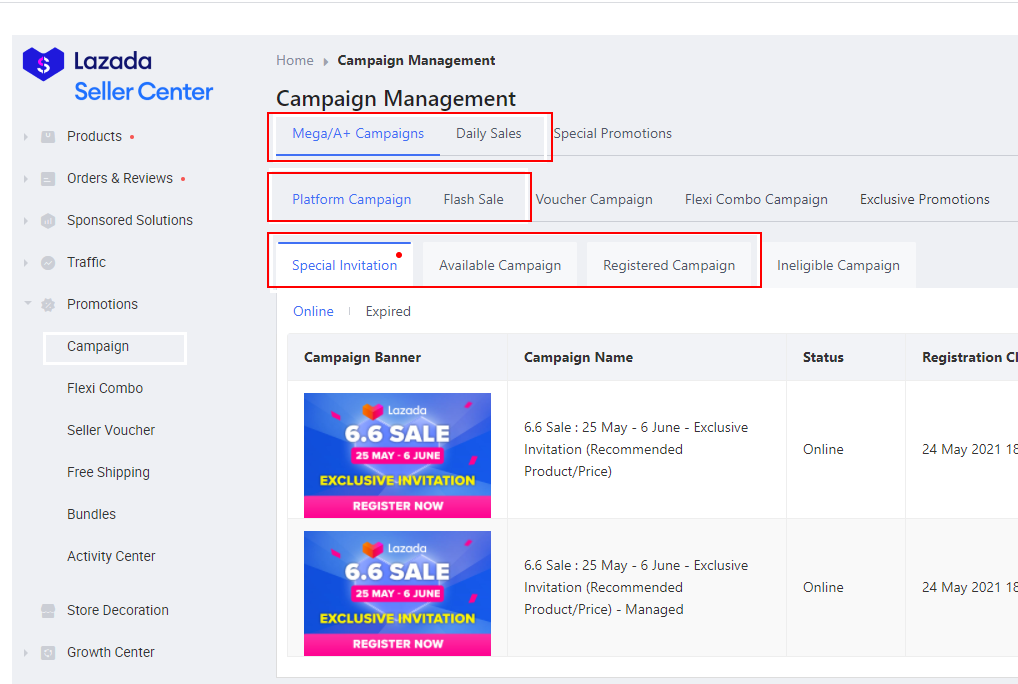 Lazada
Seller Center
Products
Orders & Reviews
Sponsored Solutions
Traffic
Promotions
Campaign
Flexi Combo
Seller Voucher
Free Shipping
Bundles
Activity Center
Store Decoration
Growth Center
Home Campaign Management
Campaign Management
Mega/A+ Campaigns Daily Sales Special Promotions
Platform Campaign Flash Sale Voucher Campaign Flexi Combo Campaign Exclusive Promotions
Special Invitation Available Campaign Registered Campaign Ineligible Campaign
Online Expired
Campaign Banner Campaign Name Status Registration
Lazada
6.6 SALE
25 MAY - 6 JUNE
EXCLUSIVE INVITATION
REGISTER NOW
6.6 Sale : 25 May - 6 June - Exclusive
Invitation (Recommended
Product/Price)
Online
24 May 2021 18
Lazada
6.6 SALE
25 MAY - 6 JUNE
EXCLUSIVE INVITATION
REGISTER NOW
6.6 Sale : 25 May - 6 June - Exclusive
Invitation (Recommended
Product/Price) - Managed
Online
24 May 2021 18